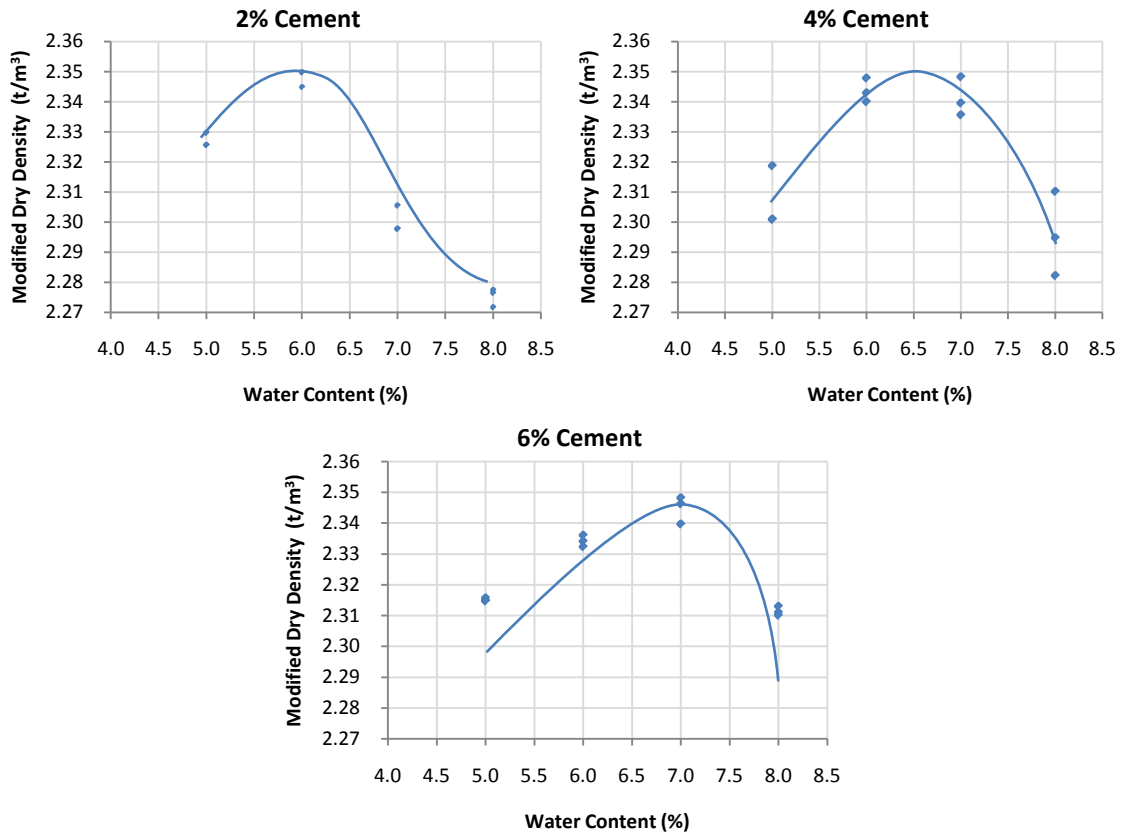 2% Cement
Modified Dry Density (t/m³)
2.36
2.35
2.34
2.33
2.32
2.31
2.30
2.29
2.28
2.27
4.0 4.5 5.0 5.5 6.0 6.5 7.0 7.5 8.0 8.5
Water Content (%)
4% Cement
Modified Dry Density (t/m³)
2.36
2.35
2.34
2.33
2.32
2.31
2.30
2.29
2.28
2.27
4.0 4.5 5.0 5.5 6.0 6.5 7.0 7.5 8.0 8.5
Water Content (%)
6% Cement
Modified Dry Density (t/m³)
2.36
2.35
2.34
2.33
2.32
2.31
2.30
2.29
2.28
2.27
4.0 4.5 5.0 5.5 6.0 6.5 7.0 7.5 8.0 8.5
Water Content (%)